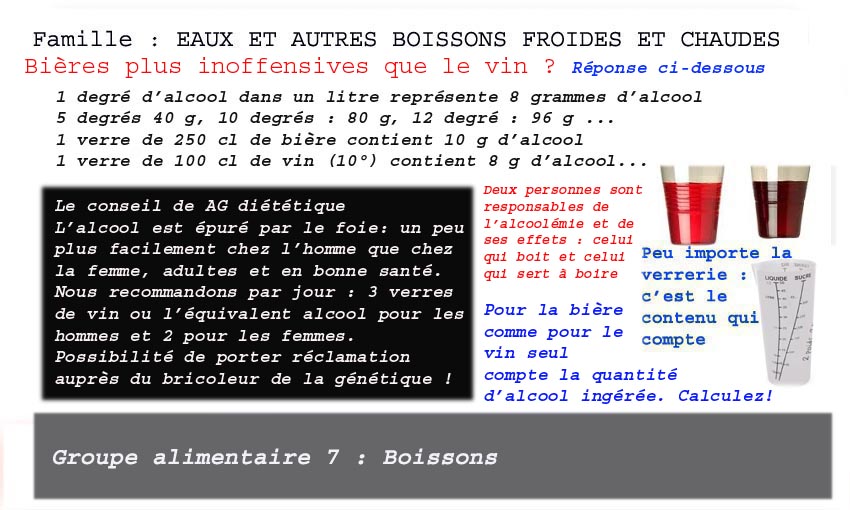 Famille : EAUX ET AUTRES BOISSONS FROIDES ET CHAUDES
Bières plus inoffensives que le vin ? Réponse ci-dessous
1 degré d’alcool dans un litre représente 8 grammes d’alcool
5 degrés 40 g, 10 degrés : 80 g, 12 degré : 96 g ...
1 verre de 250 cl de bière contient 10 g d’alcool
1 verre de 100 cl de vin (10°) contient 8 g d’alcool...
Le conseil de AG diététique
L’alcool est épuré par le foie: un peu
plus facilement chez l’homme que chez
la femme, adultes et en bonne santé.
Nous recommandons par jour : 3 verres
de vin ou l’équivalent alcool pour les
hommes et 2 pour les femmes.
Possibilité de porter réclamation
auprès du bricoleur de la génétique !
Deux personnes sont
responsables de
l’alcoolémie et de
ses effets : celui
qui boit et celui
qui sert à boire
Pour la bière
comme pour le
vin seul
compte la quantité
d’alcool ingérée. Calculez!
Peu importe la
verrerie :
c’est le
contenu qui
compte
LIQUIDE SUCRE
Groupe alimentaire 7 : Boissons